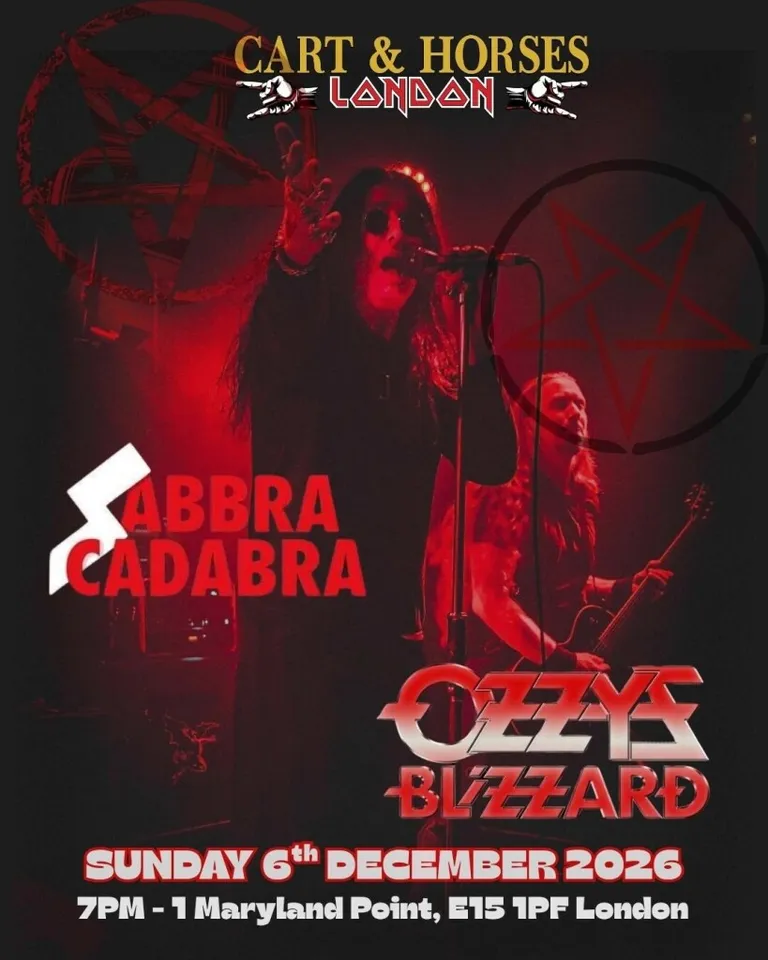 CART & HORSES
LONDON
SABBRA
CADABRA
OZZYS
BLIZZARD
SUNDAY 6th DECEMBER 2026
7PM - 1 Maryland Point, E15 1PF London